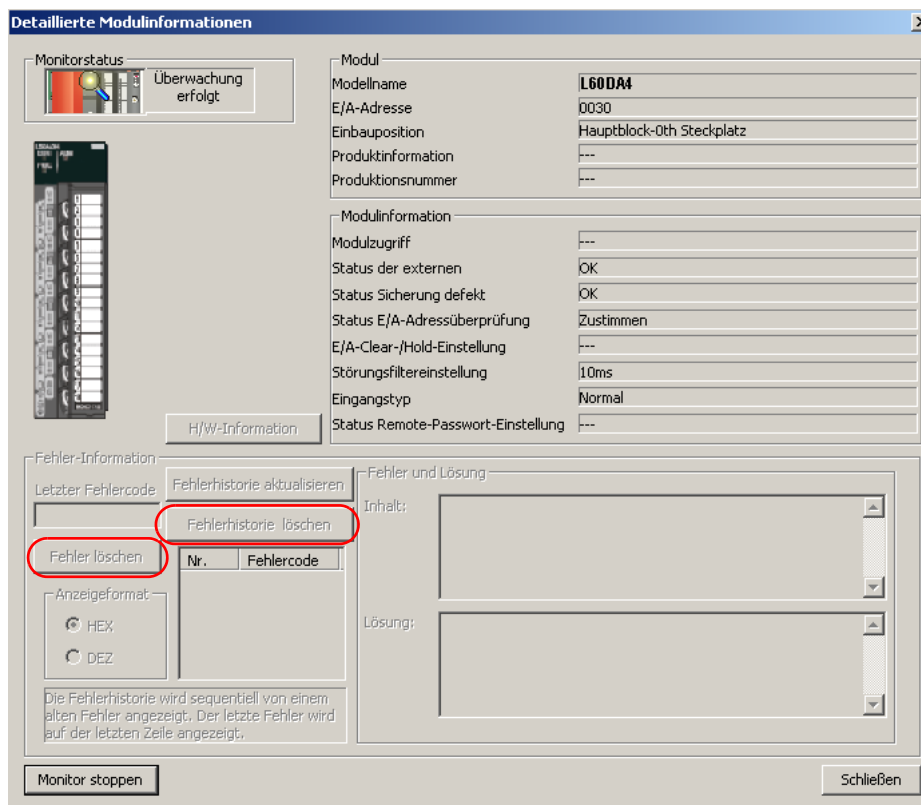 Detaillierte Modulinformationen
Monitorstatus
Überwachung
erfolgt
Modul
Modellname L60DA4
E/A-Adresse 0030
Einbauposition Hauptblock-0th Steckplatz
Produktinformation ---
Produktionsnummer ---
Modulinformation
Modulzugriff ---
Status der externen OK
Status Sicherung defekt OK
Status E/A-Adressüberprüfung Zustimmen
E/A-Clear-/Hold-Einstellung ---
Störungsfiltereinstellung 10ms
Eingangstyp Normal
Status Remote-Passwort-Einstellung ---
H/W-Information
Fehler-Information
Letzter Fehlercode
Fehlerhistorie aktualisieren
Fehlerhistorie löschen
Fehler löschen
Nr. Fehlercode
Anzeigeformat
HEX
DEZ
Die Fehlerhistorie wird sequentiell von einem
alten Fehler angezeigt. Der letzte Fehler wird
auf der letzten Zeile angezeigt.
Fehler und Lösung
Inhalt:
Lösung:
Monitor stoppen
Schließen